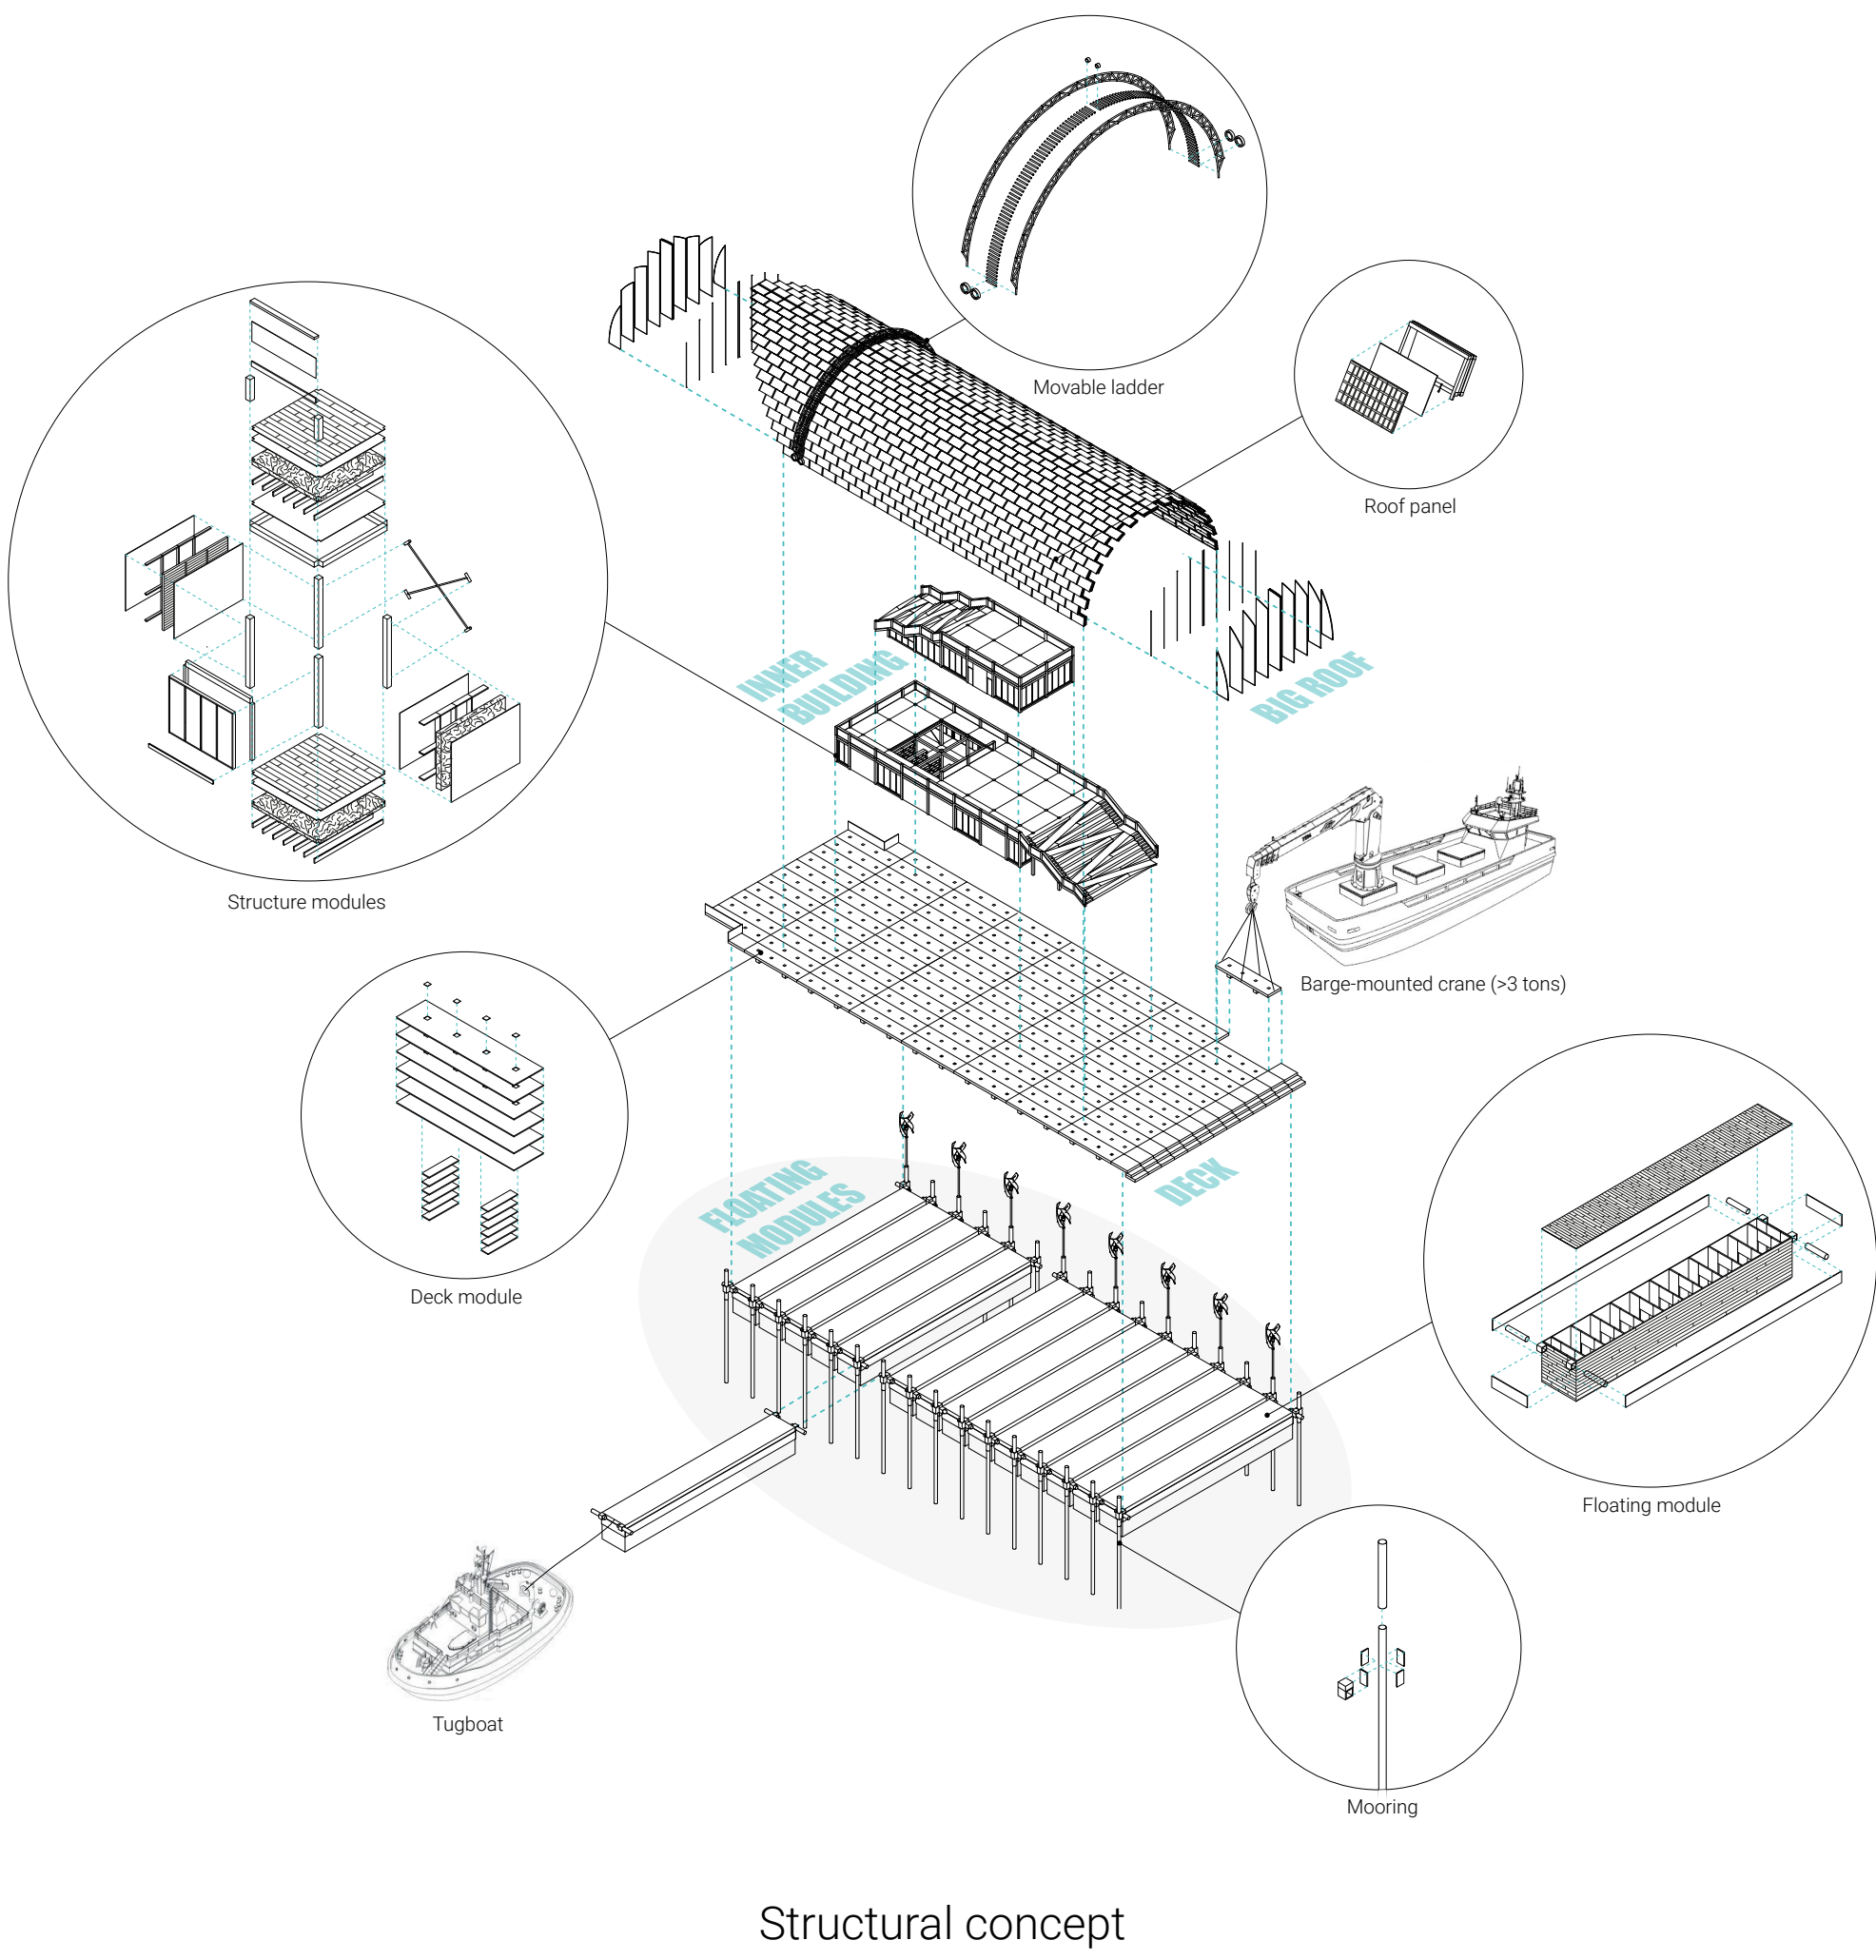 Movable ladder
Roof panel
INNER
BUILDING
BIG ROOF
Structure modules
Barge-mounted crane (>3 tons)
Deck module
FLOATING
MODULES
DECK
Floating module
Tugboat
Mooring
Structural concept